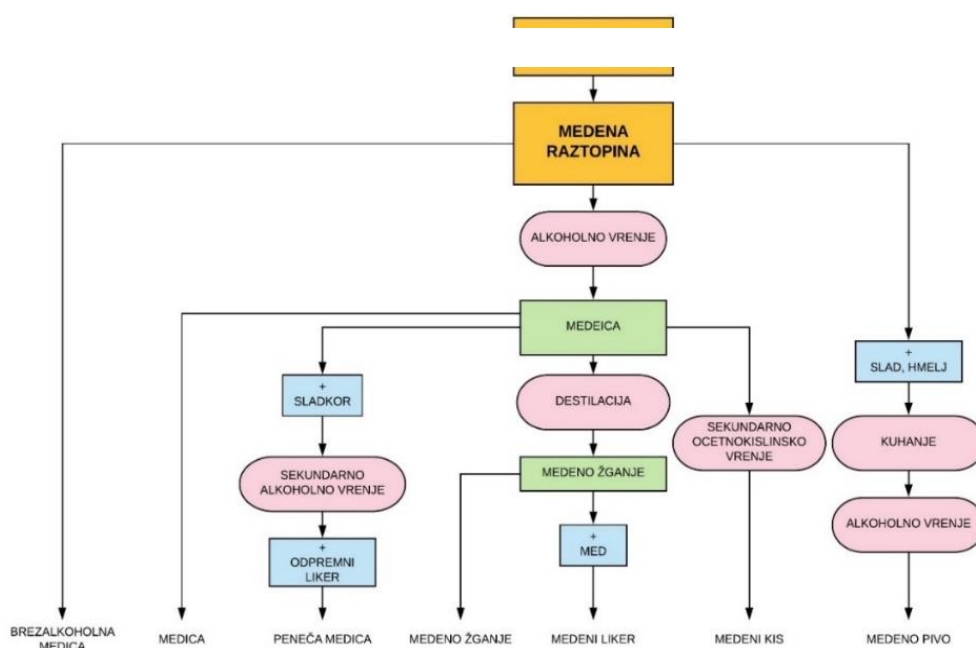 MEDENA
RAZTOPINA
ALKOHOLNO VRENJE
MEDEICA
+
SLAD, HMELJ
+
SLADKOR
DESTILACIJA
SEKUNDARNO
OCETNOKISLINSKO
VRENJE
KUHANJE
SEKUNDARNO
ALKOHOLNO VRENJE
MEDENO ŽGANJE
ALKOHOLNO VRENJE
+
ODPREMNI
LIKER
+
MED
BREZALKOHOLNA
MEDICA
MEDICA
PENEČA MEDICA
MEDENO ŽGANJE
MEDENI LIKER
MEDENI KIS
MEDENO PIVO